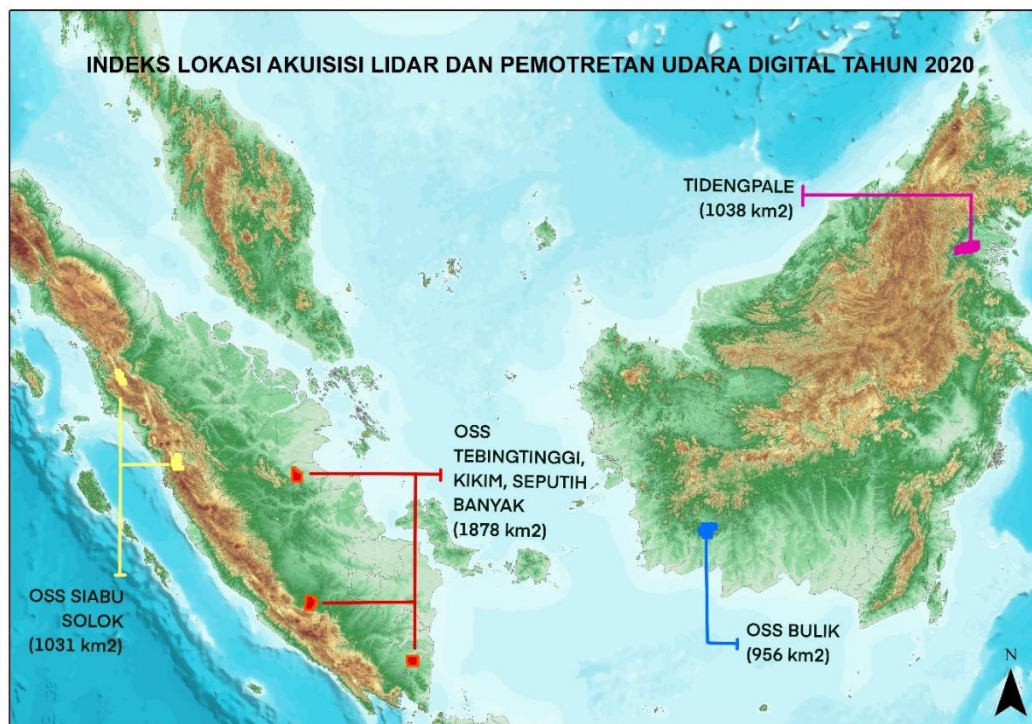 INDEKS LOKASI AKUISISI LIDAR DAN PEMOTRETAN UDARA DIGITAL TAHUN 2020
TIDENGPALE
(1038 km2)
OSS
TEBINGTINGGI,
KIKIM, SEPUTIH
BANYAK
(1878 km2)
OSS SIABU
SOLOK
(1031 km2)
OSS BULIK
(956 km2)
N